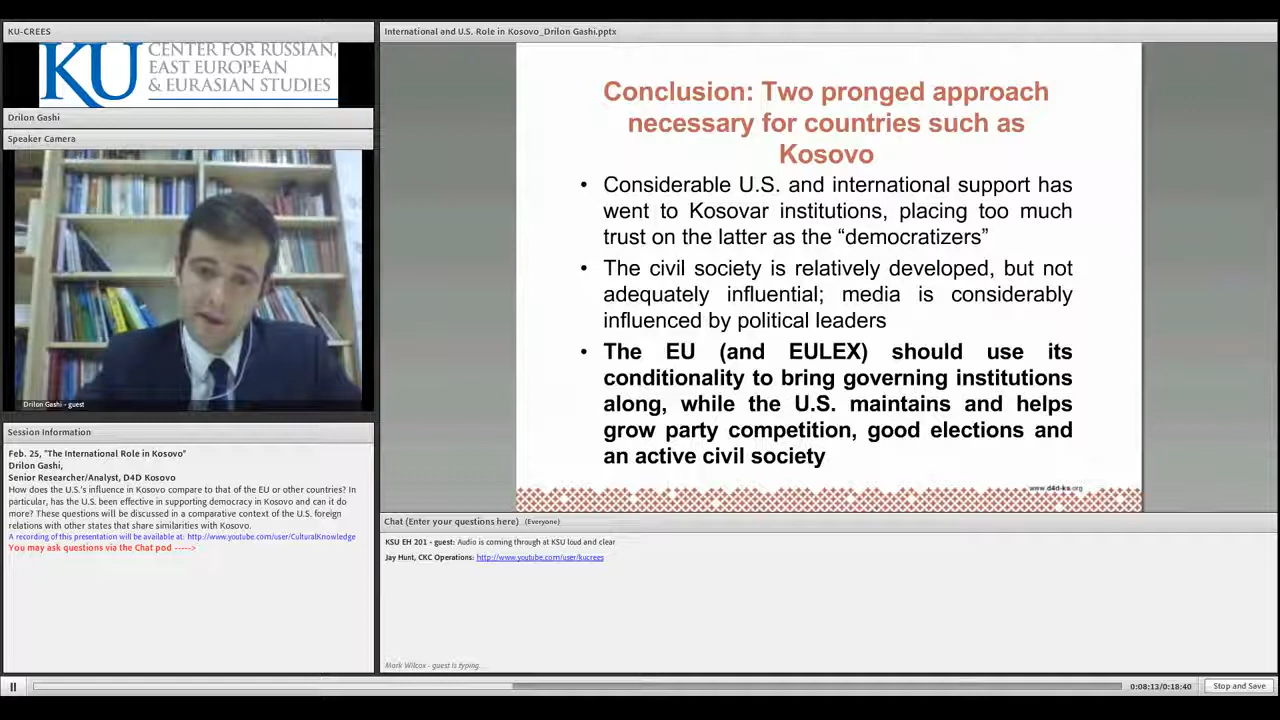 KU-CREES
KU
CENTER FOR RUSSIAN,
EAST EUROPEAN
& EURASIAN STUDIES
Drilon Gashi
Speaker Camera
Drilon Gashi - guest
Session Information
Feb. 25, "The International Role in Kosovo"
Drilon Gashi,
Senior Researcher/Analyst, D4D Kosovo
How does the U.S.'s influence in Kosovo compare to that of the EU or other countries? In
particular, has the U.S. been effective in supporting democracy in Kosovo and can it do
more? These questions will be discussed in a comparative context of the U.S. foreign
relations with other states that share similarities with Kosovo.
A recording of this presentation will be available at: http://www.youtube.com/user/CulturalKnowledge
You may ask questions via the Chat pod ----->
International and U.S. Role in Kosovo_Drilon Gashi.pptx
Conclusion: Two pronged approach
necessary for countries such as
Kosovo
• Considerable U.S. and international support has
went to Kosovar institutions, placing too much
trust on the latter as the “democratizers”
• The civil society is relatively developed, but not
adequately influential; media is considerably
influenced by political leaders
• The EU (and EULEX) should use its
conditionality to bring governing institutions
along, while the U.S. maintains and helps
grow party competition, good elections and
an active civil society
www.d4d-ks.org
Chat (Enter your questions here) (Everyone)
KSU EH 201 - guest: Audio is coming through at KSU loud and clear
Jay Hunt, CKC Operations: http://www.youtube.com/user/kucrees
Mark Wilcox - guest is typing...
0:08:13/0:18:40
Stop and Save